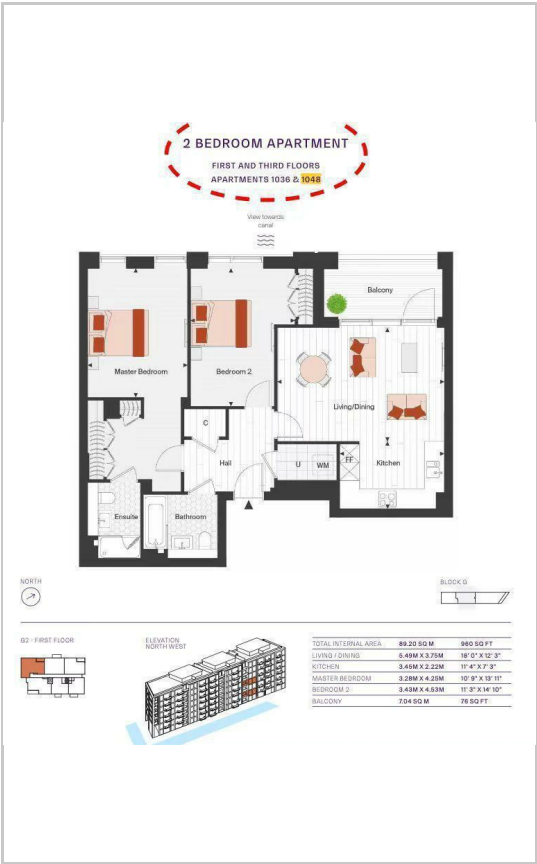 2 BEDROOM APARTMENT
FIRST AND THIRD FLOORS
APARTMENTS 1036 & 1048
View towards
canal
Balcony
Master Bedroom
Bedroom 2
Living/Dining
C
Hall
U
WM
FF
Kitchen
Ensuite
Bathroom
NORTH
BLOCK G
G2 - FIRST FLOOR
ELEVATION
NORTH WEST
TOTAL INTERNAL AREA 89.20 SQ M 960 SQ FT
LIVING / DINING 5.49M X 3.75M 18' 0" X 12' 3"
KITCHEN 3.45M X 2.22M 11' 4" X 7' 3"
MASTER BEDROOM 3.28M X 4.25M 10' 9" X 13' 11"
BEDROOM 2 3.43M X 4.53M 11' 3" X 14' 10"
BALCONY 7.04 SQ M 76 SQ FT